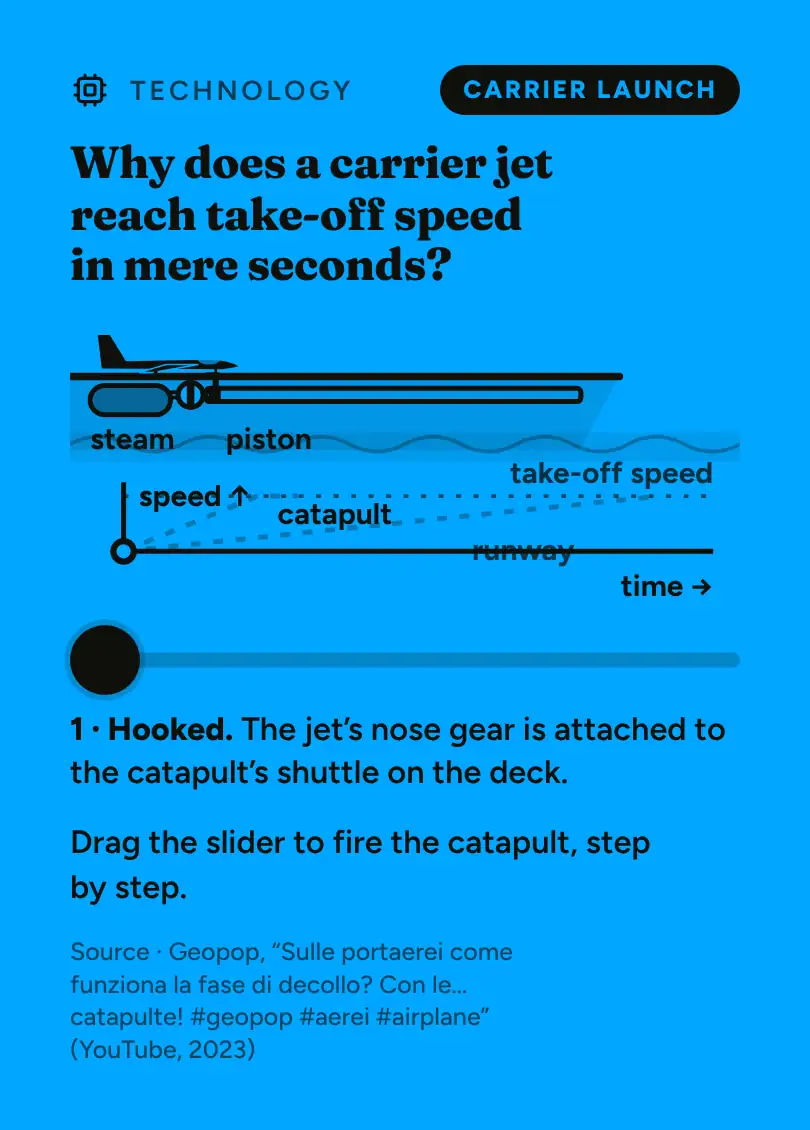 TECHNOLOGY
CARRIER LAUNCH
Why does a carrier jet
reach take-off speed
in mere seconds?
steam
piston
take-off speed
speed ↑
catapult
runway
time →
1 · Hooked. The jet’s nose gear is attached to
the catapult’s shuttle on the deck.
Drag the slider to fire the catapult, step
by step.
Source · Geopop, “Sulle portaerei come
funziona la fase di decollo? Con le…
catapulte! #geopop #aerei #airplane”
(YouTube, 2023)